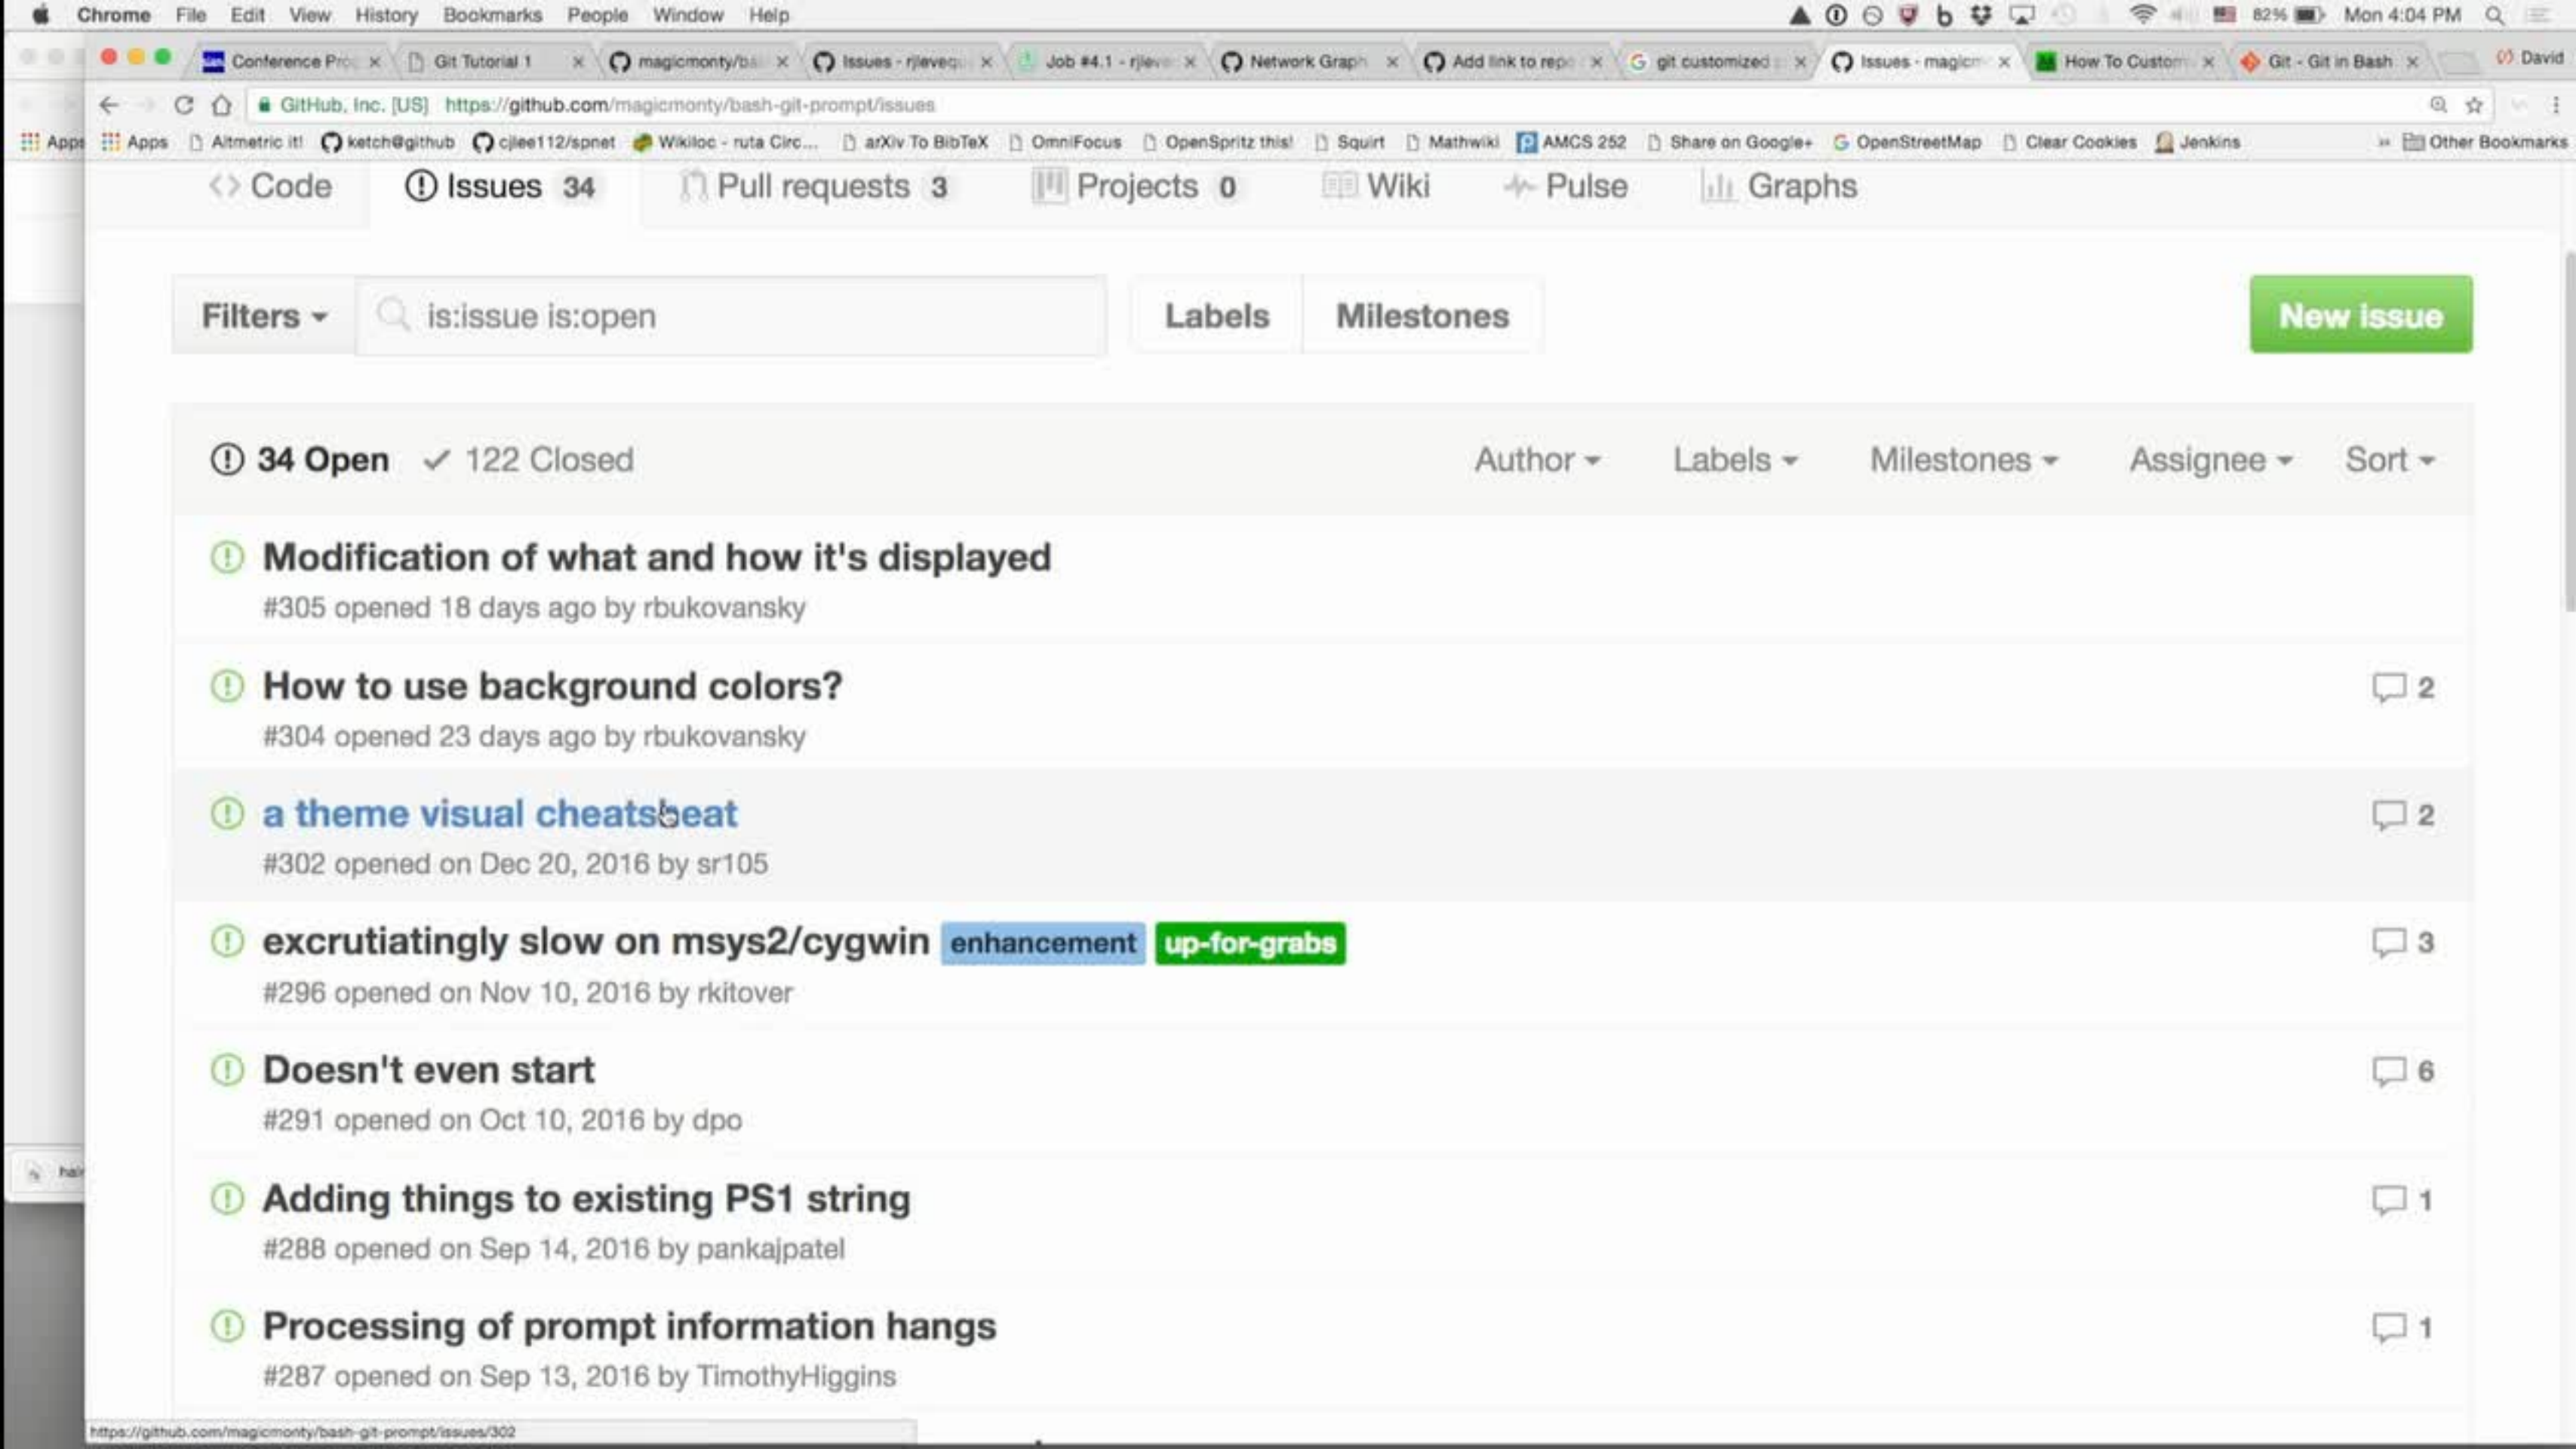 Chrome File Edit View History Bookmarks People Window Help 82% Mon 4:04 PM
Conference Pro Git Tutorial 1 magicmonty/ba Issues - rjlevequ Job #4.1 - rjleve Network Graph Add link to repo git customized Issues · magicm How To Custom Git - Git in Bash David
GitHub, Inc. [US] https://github.com/magicmonty/bash-git-prompt/issues
Apps Apps Altmetric it! ketch@github cjlee112/spnet Wikiloc - ruta Circ... arXiv To BibTeX OmniFocus OpenSpritz this! Squirt Mathwiki AMCS 252 Share on Google+ OpenStreetMap Clear Cookies Jenkins » Other Bookmarks
<> Code Issues 34 Pull requests 3 Projects 0 Wiki Pulse Graphs
Filters is:issue is:open Labels Milestones New issue
34 Open 122 Closed Author Labels Milestones Assignee Sort
Modification of what and how it's displayed
#305 opened 18 days ago by rbukovansky
How to use background colors? 2
#304 opened 23 days ago by rbukovansky
a theme visual cheatsheat 2
#302 opened on Dec 20, 2016 by sr105
excrutiatingly slow on msys2/cygwin enhancement up-for-grabs 3
#296 opened on Nov 10, 2016 by rkitover
Doesn't even start 6
#291 opened on Oct 10, 2016 by dpo
Adding things to existing PS1 string 1
#288 opened on Sep 14, 2016 by pankajpatel
Processing of prompt information hangs 1
#287 opened on Sep 13, 2016 by TimothyHiggins
https://github.com/magicmonty/bash-git-prompt/issues/302